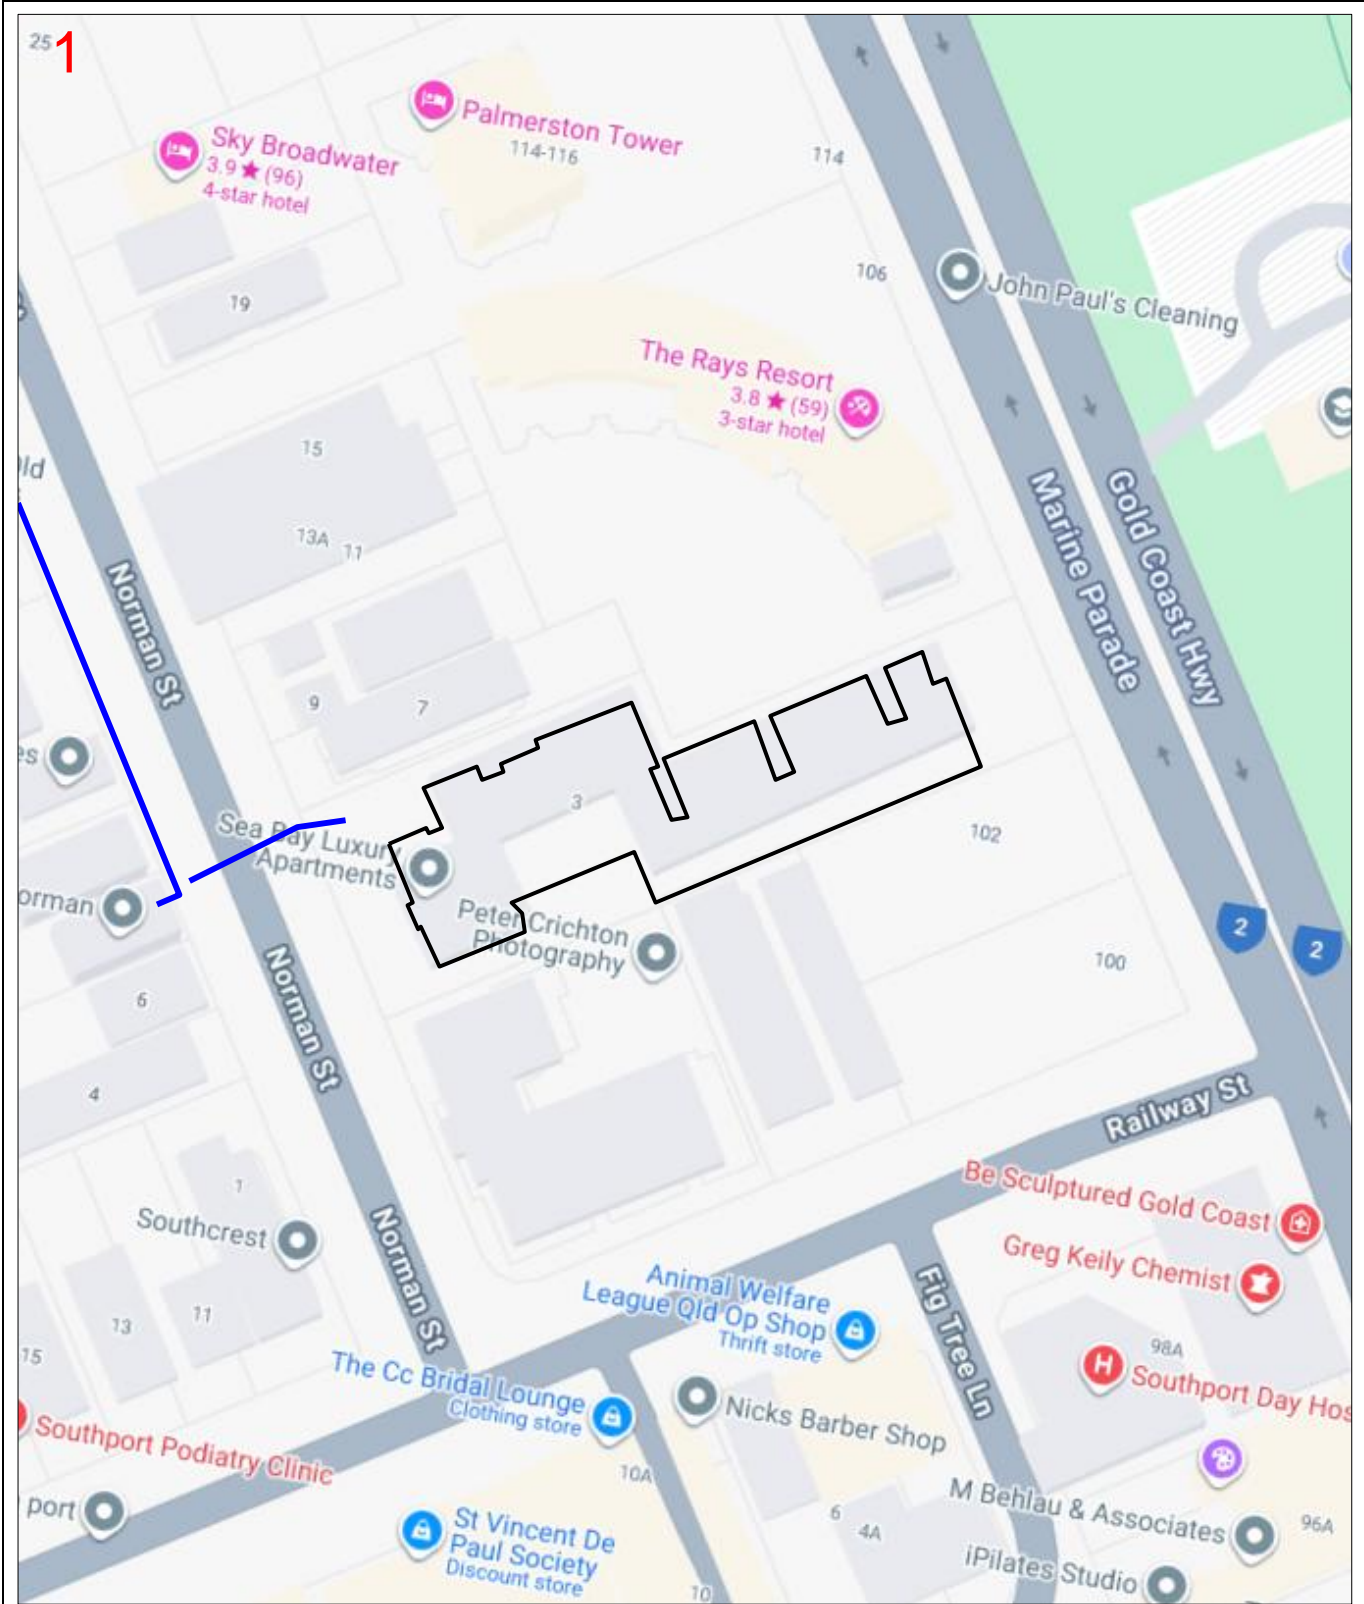 25
1
Palmerston Tower
114-116
Sky Broadwater
3.9 ★ (96)
4-star hotel
114
106
John Paul's Cleaning
19
The Rays Resort
3.8 ★ (59)
3-star hotel
15
ld
13A
11
Marine Parade
Gold Coast Hwy
Norman St
9
7
es
3
Sea Bay Luxury
Apartments
102
orman
Peter Crichton
Photography
2
2
100
6
Norman St
4
Railway St
Be Sculptured Gold Coast
1
Southcrest
Norman St
Greg Keily Chemist
Animal Welfare
League Qld Op Shop
Thrift store
Fig Tree Ln
13
11
15
98A
H
Southport Day Hos
The Cc Bridal Lounge
Clothing store
Nicks Barber Shop
Southport Podiatry Clinic
10A
port
M Behlau & Associates
96A
St Vincent De
Paul Society
Discount store
6
4A
iPilates Studio
10